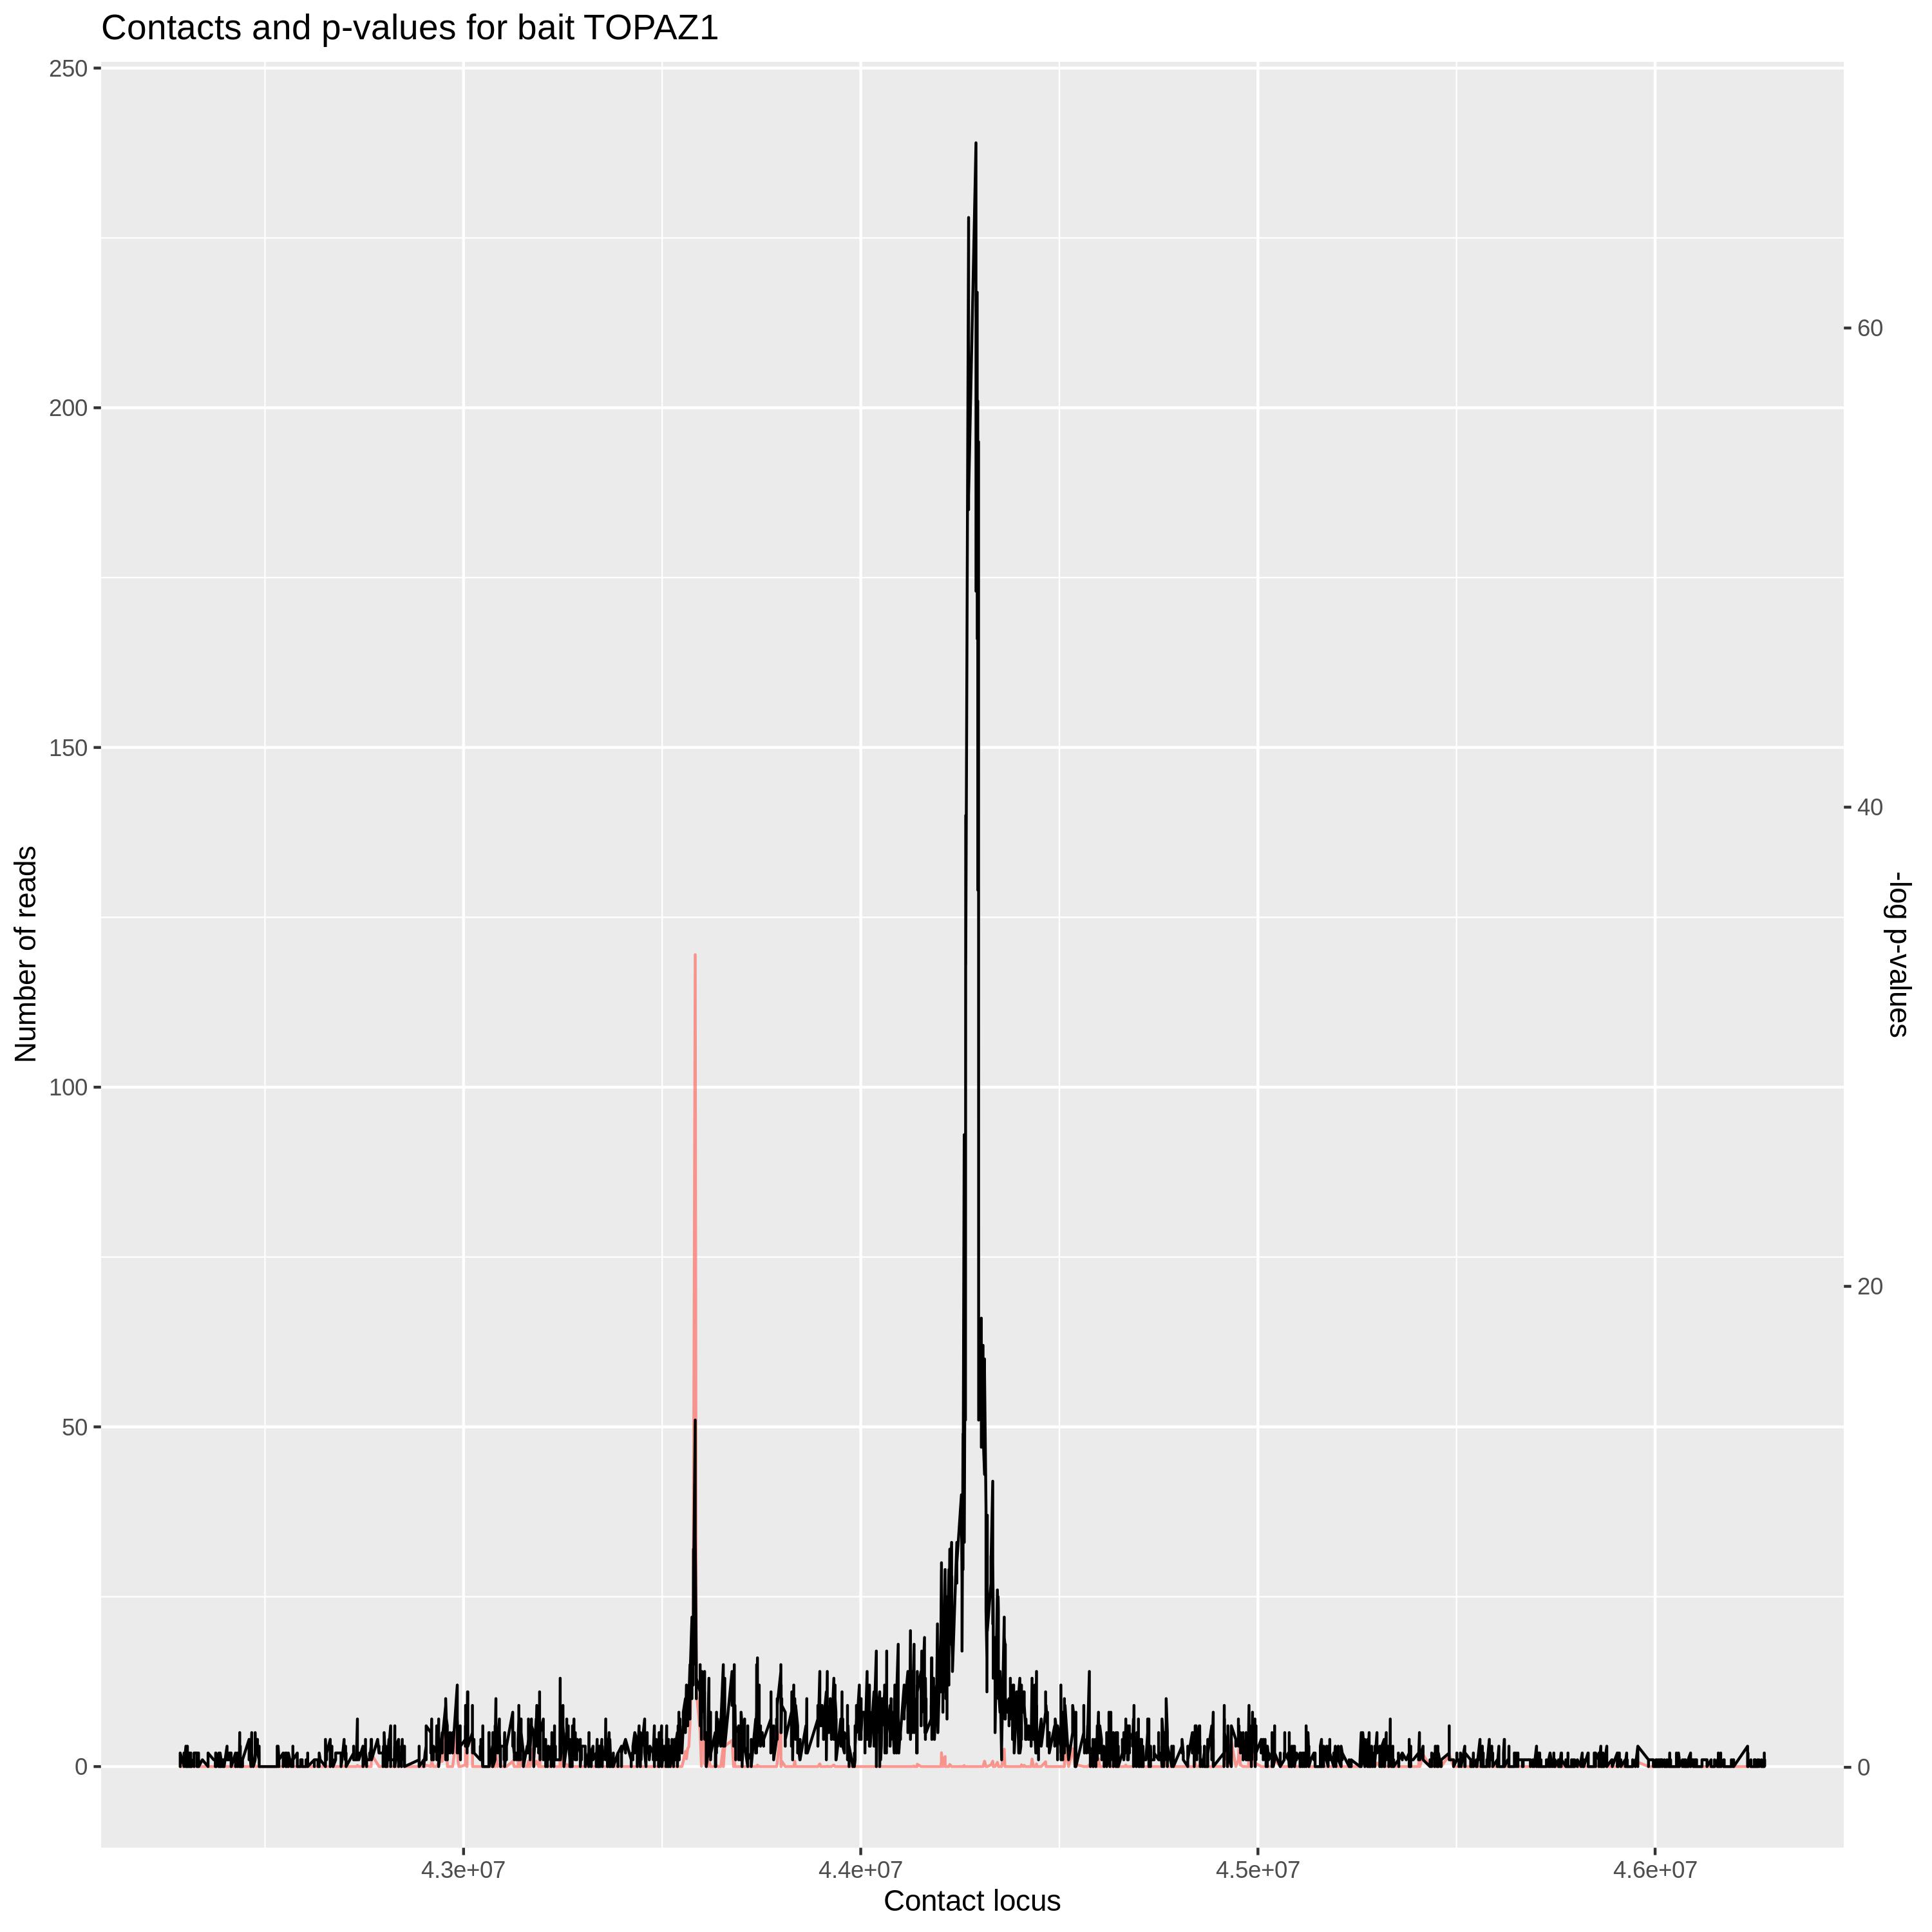 Contacts and p-values for bait TOPAZ1
250
200
150
100
50
0
Number of reads
60
40
20
0
-log p-values
4.3e+07
4.4e+07
4.5e+07
4.6e+07
Contact locus